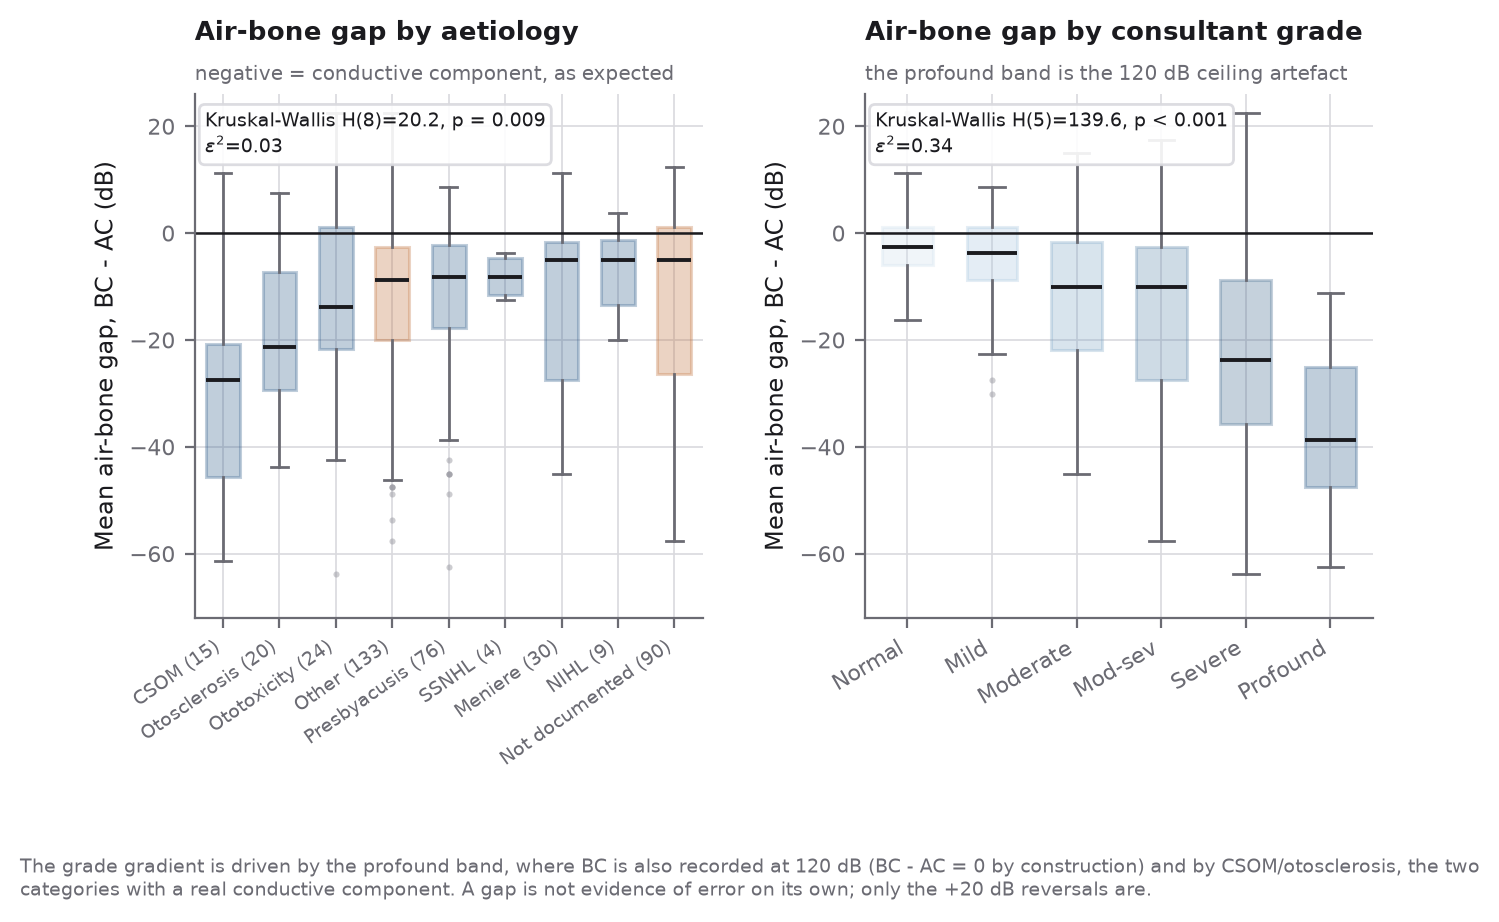 Air-bone gap by aetiology
negative = conductive component, as expected
Kruskal-Wallis H(8)=20.2, p = 0.009
ε²=0.03
Mean air-bone gap, BC - AC (dB)
20
0
−20
−40
−60
CSOM (15)
Otosclerosis (20)
Ototoxicity (24)
Other (133)
Presbyacusis (76)
SSNHL (4)
Meniere (30)
NIHL (9)
Not documented (90)
Air-bone gap by consultant grade
the profound band is the 120 dB ceiling artefact
Kruskal-Wallis H(5)=139.6, p < 0.001
ε²=0.34
Mean air-bone gap, BC - AC (dB)
20
0
−20
−40
−60
Normal
Mild
Moderate
Mod-sev
Severe
Profound
The grade gradient is driven by the profound band, where BC is also recorded at 120 dB (BC - AC = 0 by construction) and by CSOM/otosclerosis, the two
categories with a real conductive component. A gap is not evidence of error on its own; only the +20 dB reversals are.